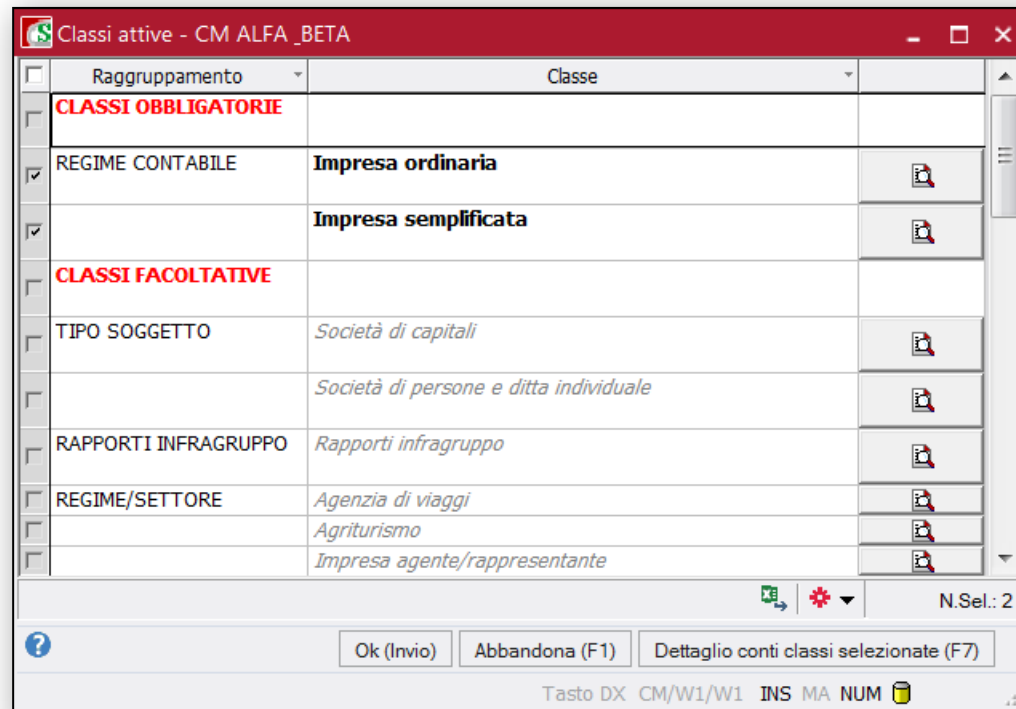 Classi attive - CM ALFA _BETA
Raggruppamento Classe
CLASSI OBBLIGATORIE
REGIME CONTABILE Impresa ordinaria
Impresa semplificata
CLASSI FACOLTATIVE
TIPO SOGGETTO Società di capitali
Società di persone e ditta individuale
RAPPORTI INFRAGRUPPO Rapporti infragruppo
REGIME/SETTORE Agenzia di viaggi
Agriturismo
Impresa agente/rappresentante
N.Sel.: 2
Ok (Invio) Abbandona (F1) Dettaglio conti classi selezionate (F7)
Tasto DX CM/W1/W1 INS MA NUM